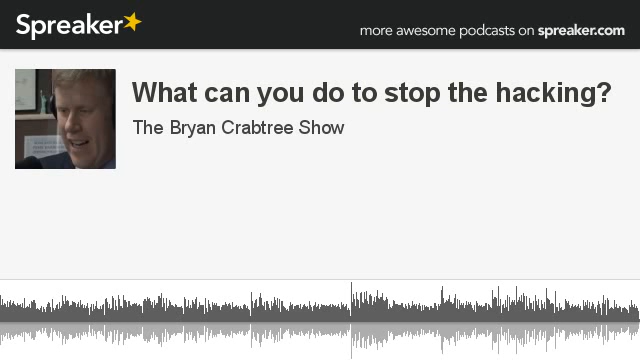 Spreaker
more awesome podcasts on spreaker.com
What can you do to stop the hacking?
The Bryan Crabtree Show